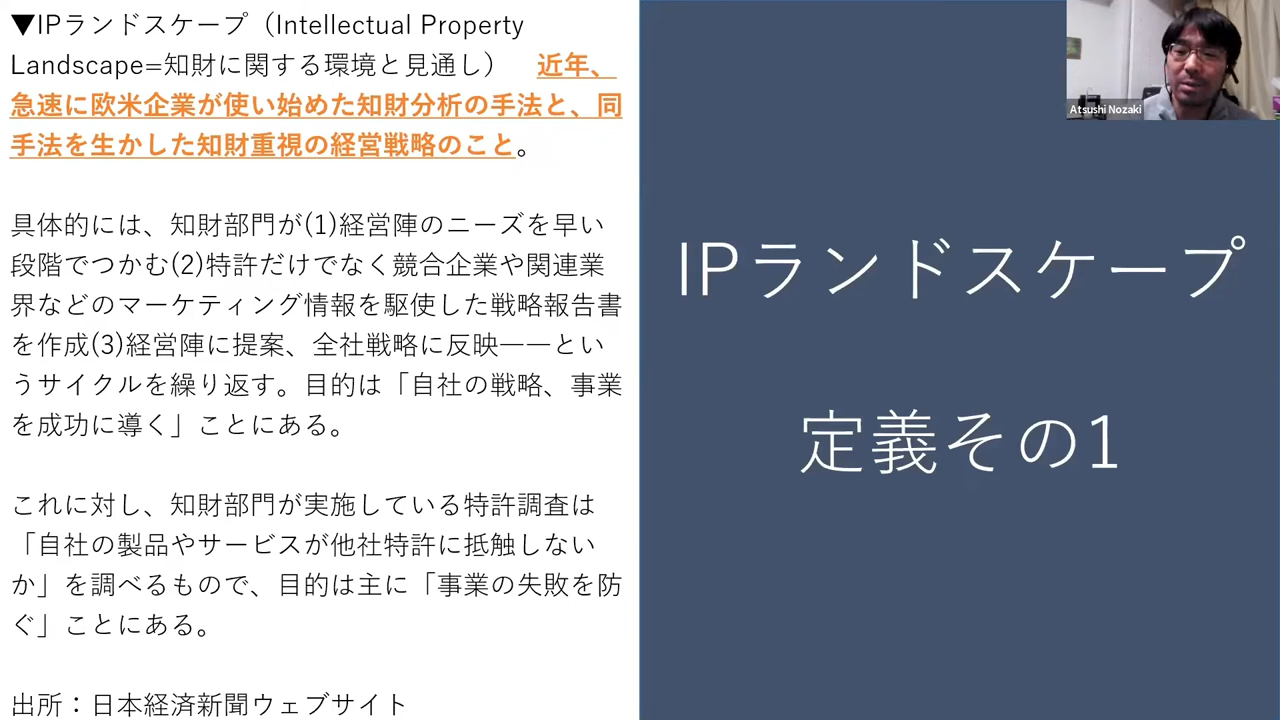 ▼IPランドスケープ（Intellectual Property
Landscape=知財に関する環境と見通し） 近年、
急速に欧米企業が使い始めた知財分析の手法と、同
手法を生かした知財重視の経営戦略のこと。
具体的には、知財部門が(1)経営陣のニーズを早い
段階でつかむ(2)特許だけでなく競合企業や関連業
界などのマーケティング情報を駆使した戦略報告書
を作成(3)経営陣に提案、全社戦略に反映――とい
うサイクルを繰り返す。目的は「自社の戦略、事業
を成功に導く」ことにある。
これに対し、知財部門が実施している特許調査は
「自社の製品やサービスが他社特許に抵触しない
か」を調べるもので、目的は主に「事業の失敗を防
ぐ」ことにある。
出所：日本経済新聞ウェブサイト
IPランドスケープ
定義その1
Atsushi Nozaki